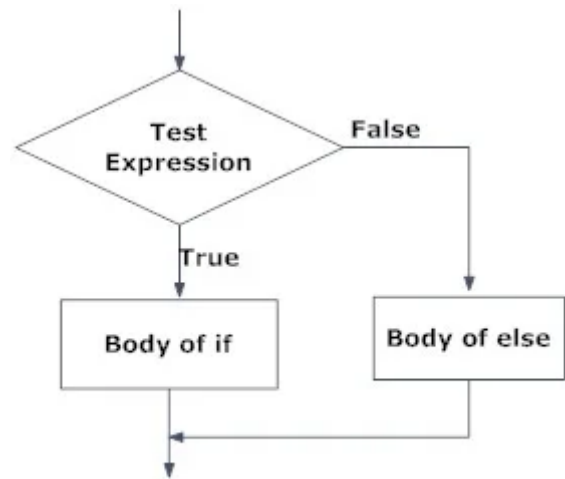 Test
Expression
False
True
Body of if
Body of else